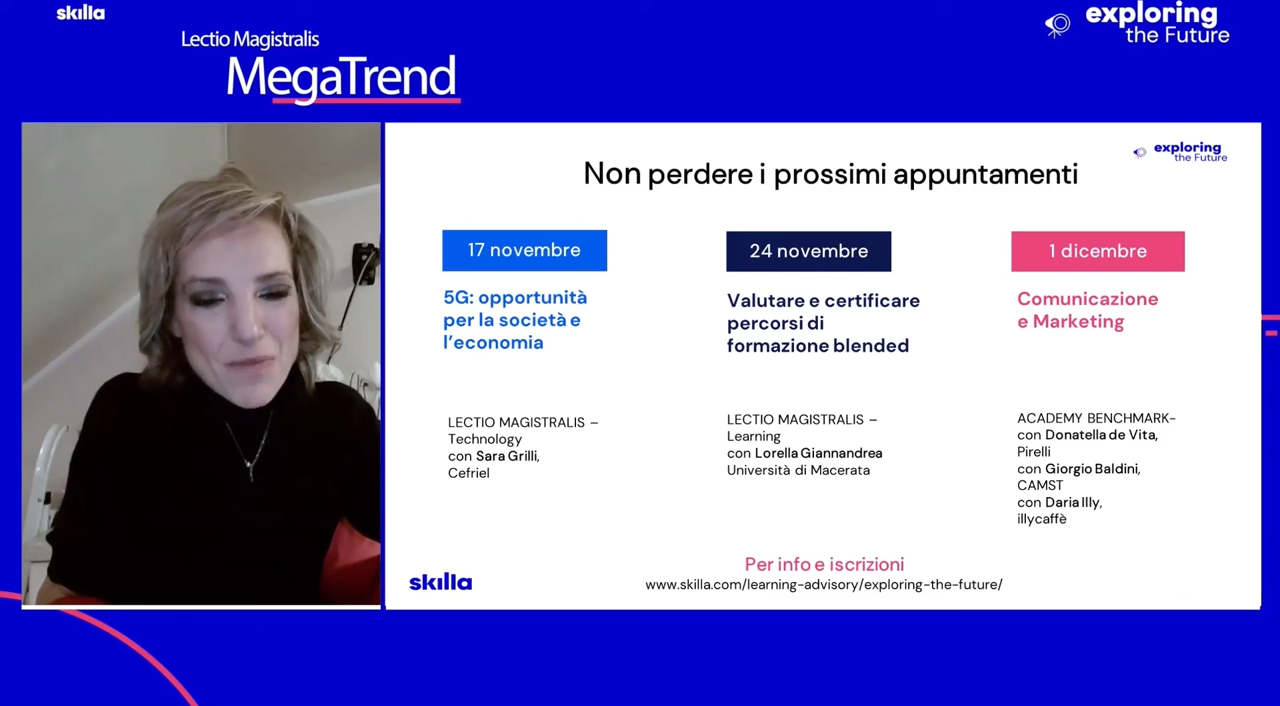 skilla
Lectio Magistralis
MegaTrend
exploring
the Future
exploring
the Future
Non perdere i prossimi appuntamenti
17 novembre
5G: opportunità
per la società e
l’economia
LECTIO MAGISTRALIS –
Technology
con Sara Grilli,
Cefriel
24 novembre
Valutare e certificare
percorsi di
formazione blended
LECTIO MAGISTRALIS –
Learning
con Lorella Giannandrea
Università di Macerata
1 dicembre
Comunicazione
e Marketing
ACADEMY BENCHMARK-
con Donatella de Vita,
Pirelli
con Giorgio Baldini,
CAMST
con Daria Illy,
illycaffè
Per info e iscrizioni
www.skilla.com/learning-advisory/exploring-the-future/
skilla